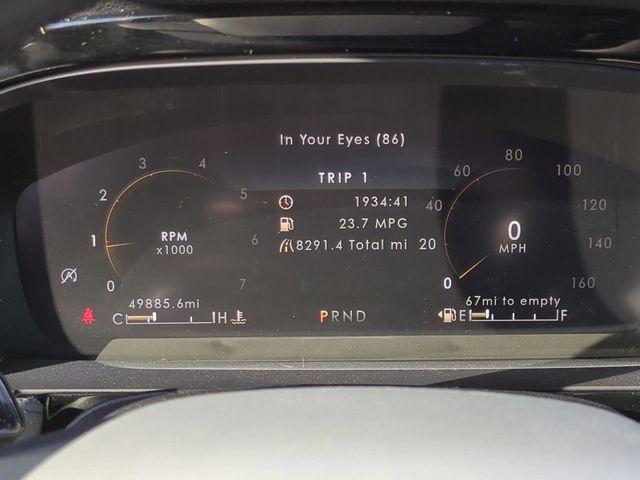 In Your Eyes (86)
TRIP 1
1934:41
23.7 MPG
8291.4 Total mi
0 1 2 3 4 5 6 7
RPM
x1000
0 20 40 60 80 100 120 140 160
0
MPH
49885.6mi
67mi to empty
C H
PRND
E F